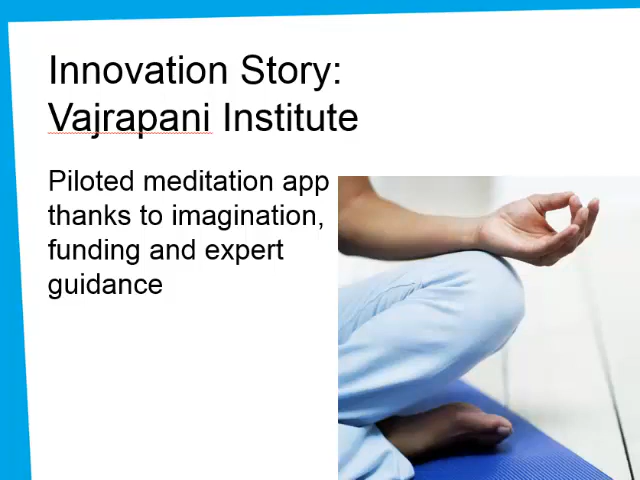 Innovation Story:
Vajrapani Institute
Piloted meditation app
thanks to imagination,
funding and expert
guidance